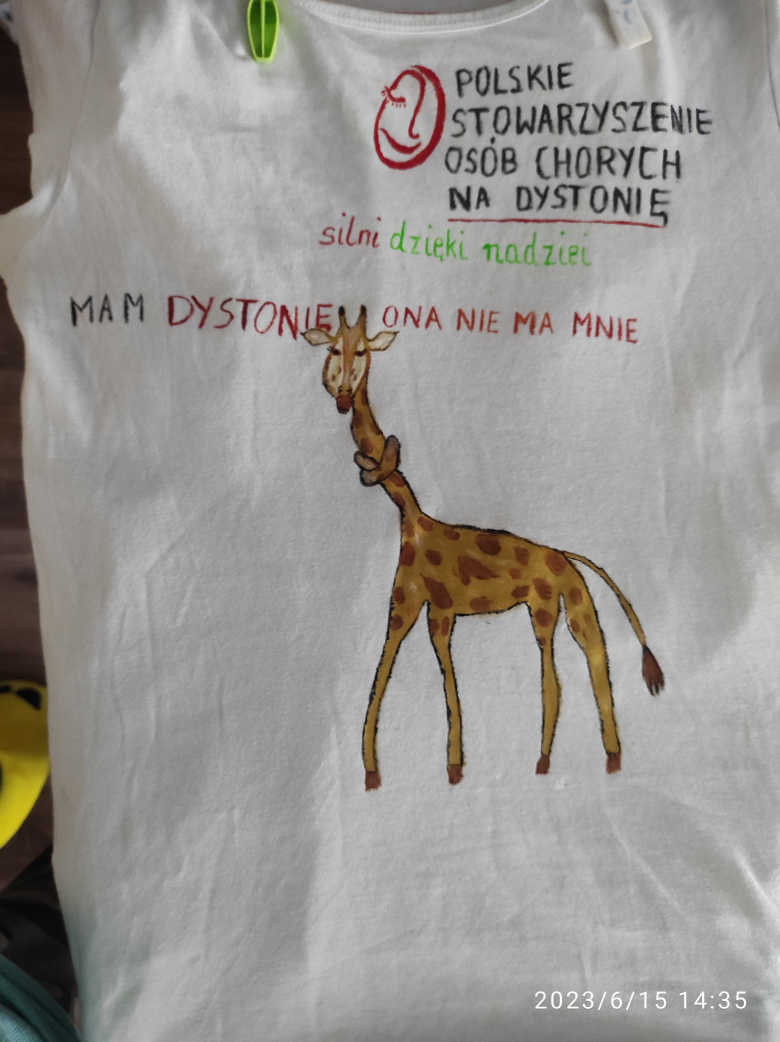 POLSKIE
STOWARZYSZENIE
OSÓB CHORYCH
NA DYSTONIĘ
silni dzięki nadziei
MAM DYSTONIE ONA NIE MA MNIE
2023/6/15 14:35